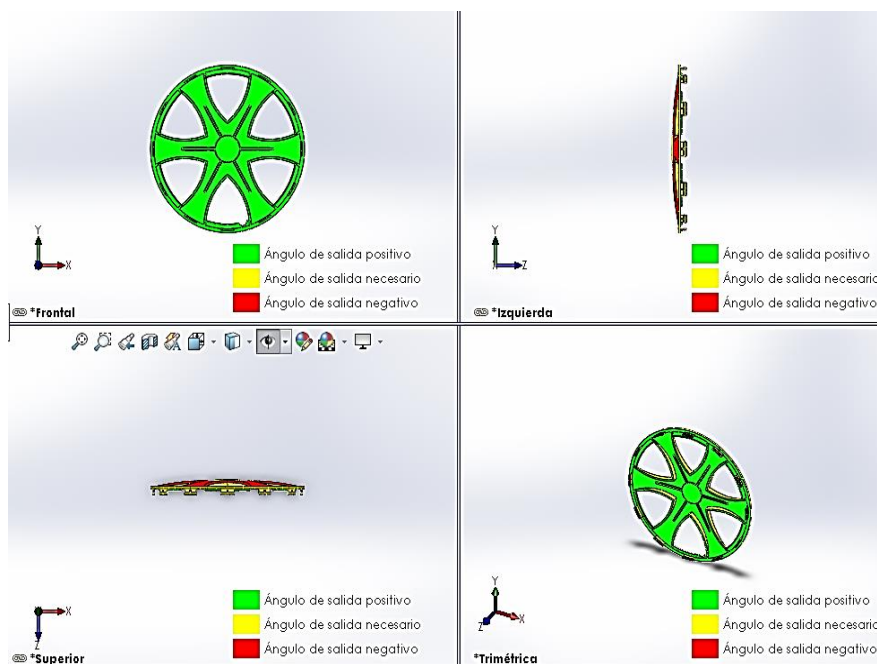 Y
X
Ángulo de salida positivo
Ángulo de salida necesario
Ángulo de salida negativo
*Frontal
Y
Z
Ángulo de salida positivo
Ángulo de salida necesario
Ángulo de salida negativo
*Izquierda
X
Z
Ángulo de salida positivo
Ángulo de salida necesario
Ángulo de salida negativo
*Superior
Y
X
Z
Ángulo de salida positivo
Ángulo de salida necesario
Ángulo de salida negativo
*Trimétrica